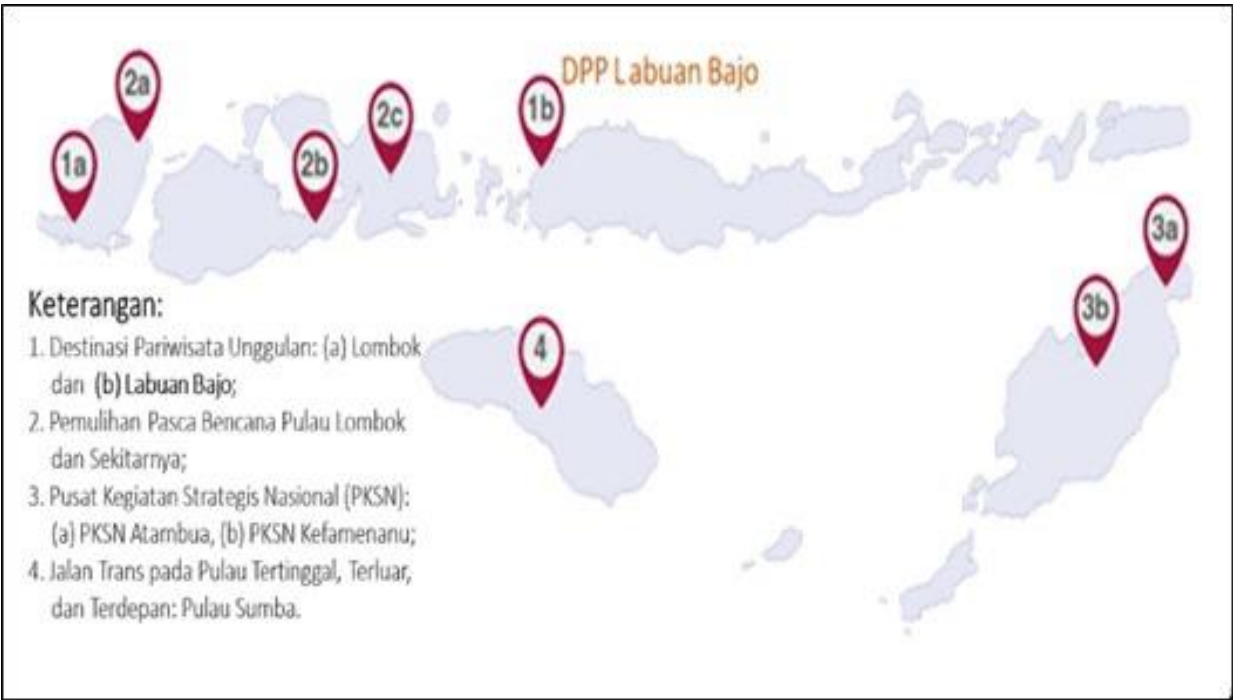 DPP Labuan Bajo
2a
1b
2c
1a
2b
3a
3b
4
Keterangan:
1. Destinasi Pariwisata Unggulan: (a) Lombok
dan (b) Labuan Bajo;
2. Pemulihan Pasca Bencana Pulau Lombok
dan Sekitarnya;
3. Pusat Kegiatan Strategis Nasional (PKSN):
(a) PKSN Atambua, (b) PKSN Kefamenanu;
4. Jalan Trans pada Pulau Tertinggal, Terluar,
dan Terdepan: Pulau Sumba.